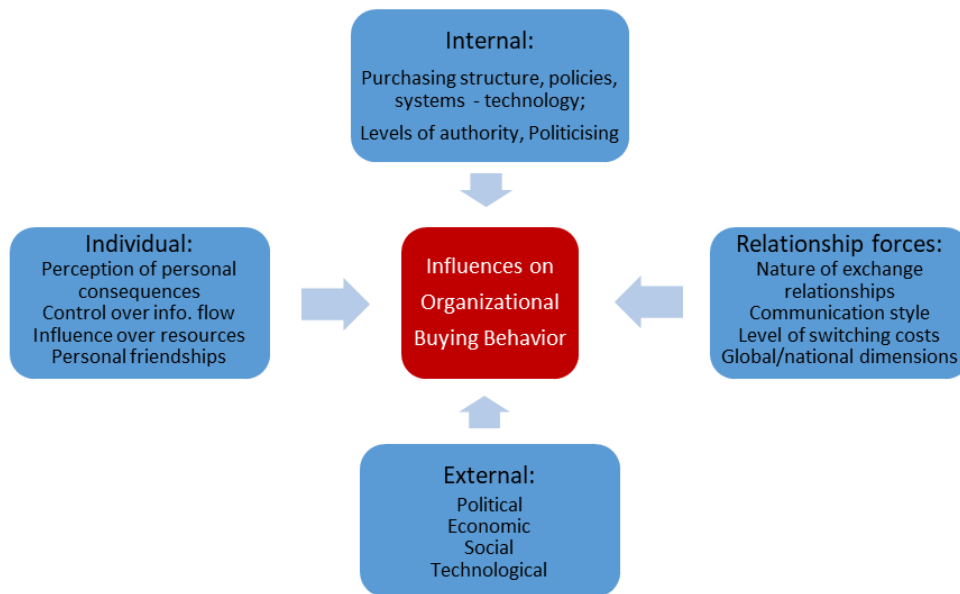 Internal:
Purchasing structure, policies,
systems - technology;
Levels of authority, Politicising
Individual:
Perception of personal
consequences
Control over info. flow
Influence over resources
Personal friendships
Influences on
Organizational
Buying Behavior
Relationship forces:
Nature of exchange
relationships
Communication style
Level of switching costs
Global/national dimensions
External:
Political
Economic
Social
Technological